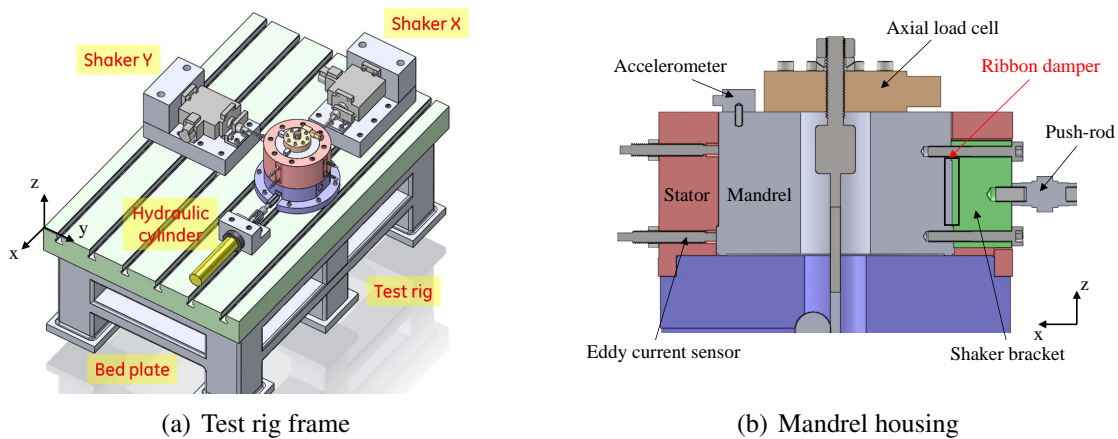 Shaker X
Shaker Y
z
y
x
Hydraulic
cylinder
Test rig
Bed plate
(a) Test rig frame
Axial load cell
Accelerometer
Ribbon damper
Push-rod
Stator
Mandrel
z
x
Eddy current sensor
Shaker bracket
(b) Mandrel housing